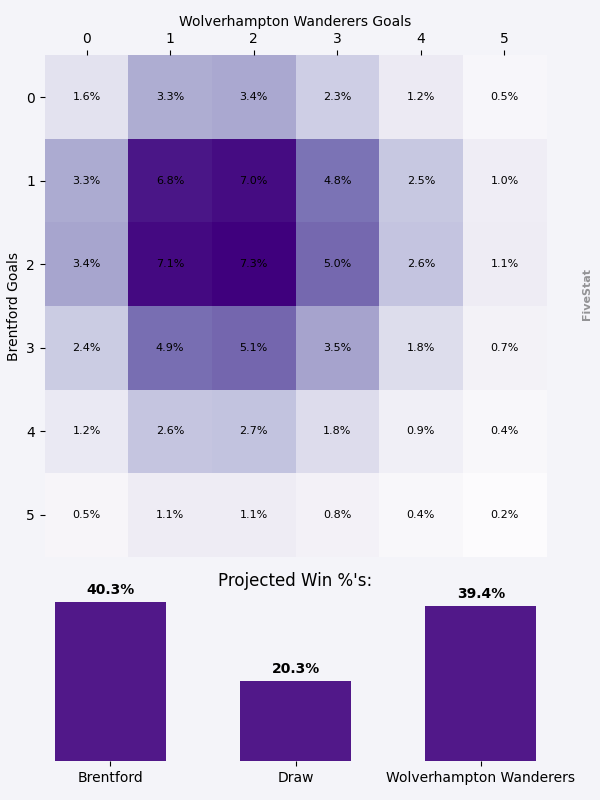 Wolverhampton Wanderers Goals
0 1 2 3 4 5
0 1.6% 3.3% 3.4% 2.3% 1.2% 0.5%
1 3.3% 6.8% 7.0% 4.8% 2.5% 1.0%
2 3.4% 7.1% 7.3% 5.0% 2.6% 1.1%
3 2.4% 4.9% 5.1% 3.5% 1.8% 0.7%
4 1.2% 2.6% 2.7% 1.8% 0.9% 0.4%
5 0.5% 1.1% 1.1% 0.8% 0.4% 0.2%
Brentford Goals
FiveStat
Projected Win %'s:
40.3% 20.3% 39.4%
Brentford Draw Wolverhampton Wanderers